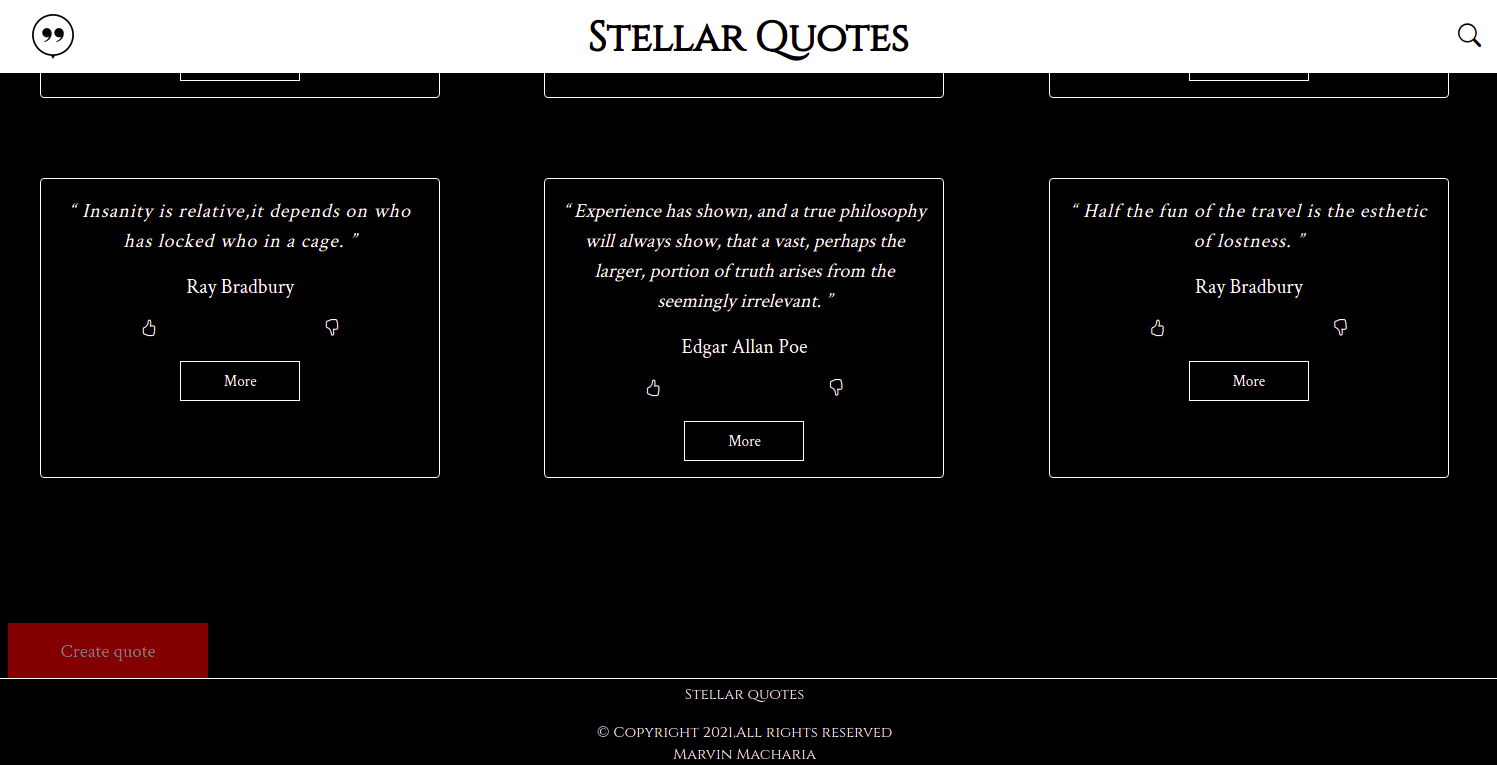 Stellar Quotes
“ Insanity is relative,it depends on who
has locked who in a cage. ”
Ray Bradbury
More
“ Experience has shown, and a true philosophy
will always show, that a vast, perhaps the
larger, portion of truth arises from the
seemingly irrelevant. ”
Edgar Allan Poe
More
“ Half the fun of the travel is the esthetic
of lostness. ”
Ray Bradbury
More
Create quote
Stellar quotes
© Copyright 2021.All rights reserved
Marvin Macharia